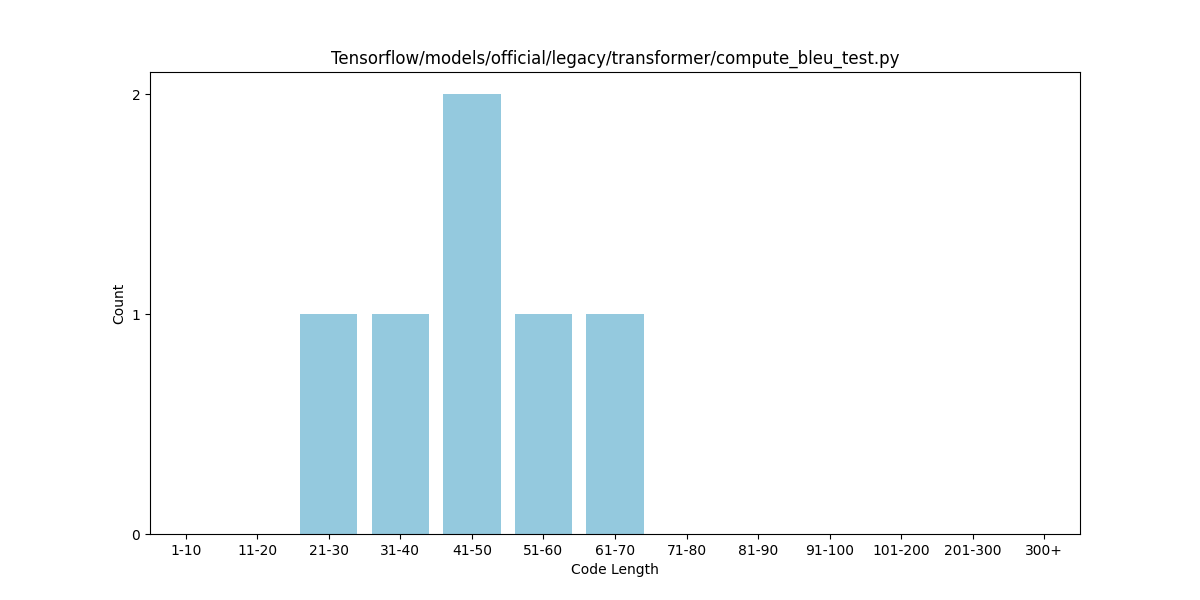 Tensorflow/models/official/legacy/transformer/compute_bleu_test.py
2
1
0
Count
1-10 11-20 21-30 31-40 41-50 51-60 61-70 71-80 81-90 91-100 101-200 201-300 300+
Code Length